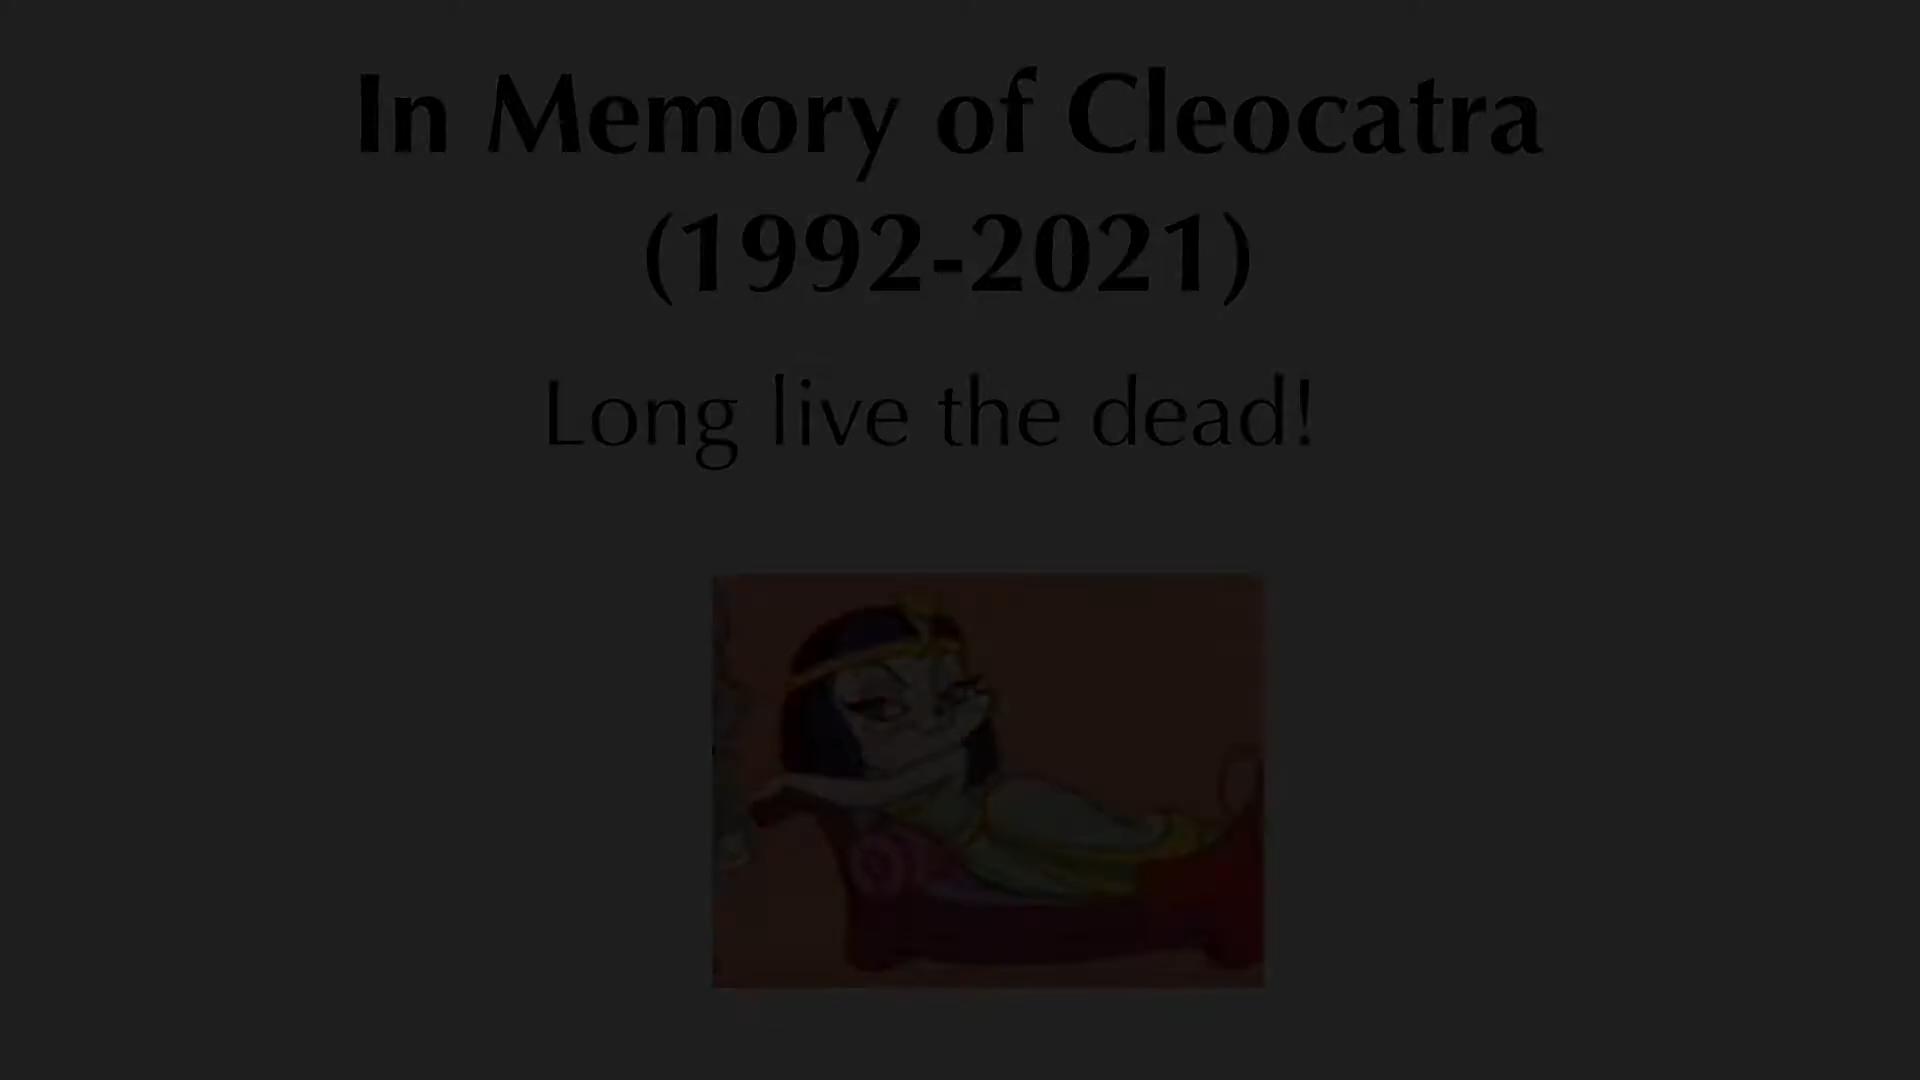 In Memory of Cleocatra
(1992-2021)
Long live the dead!